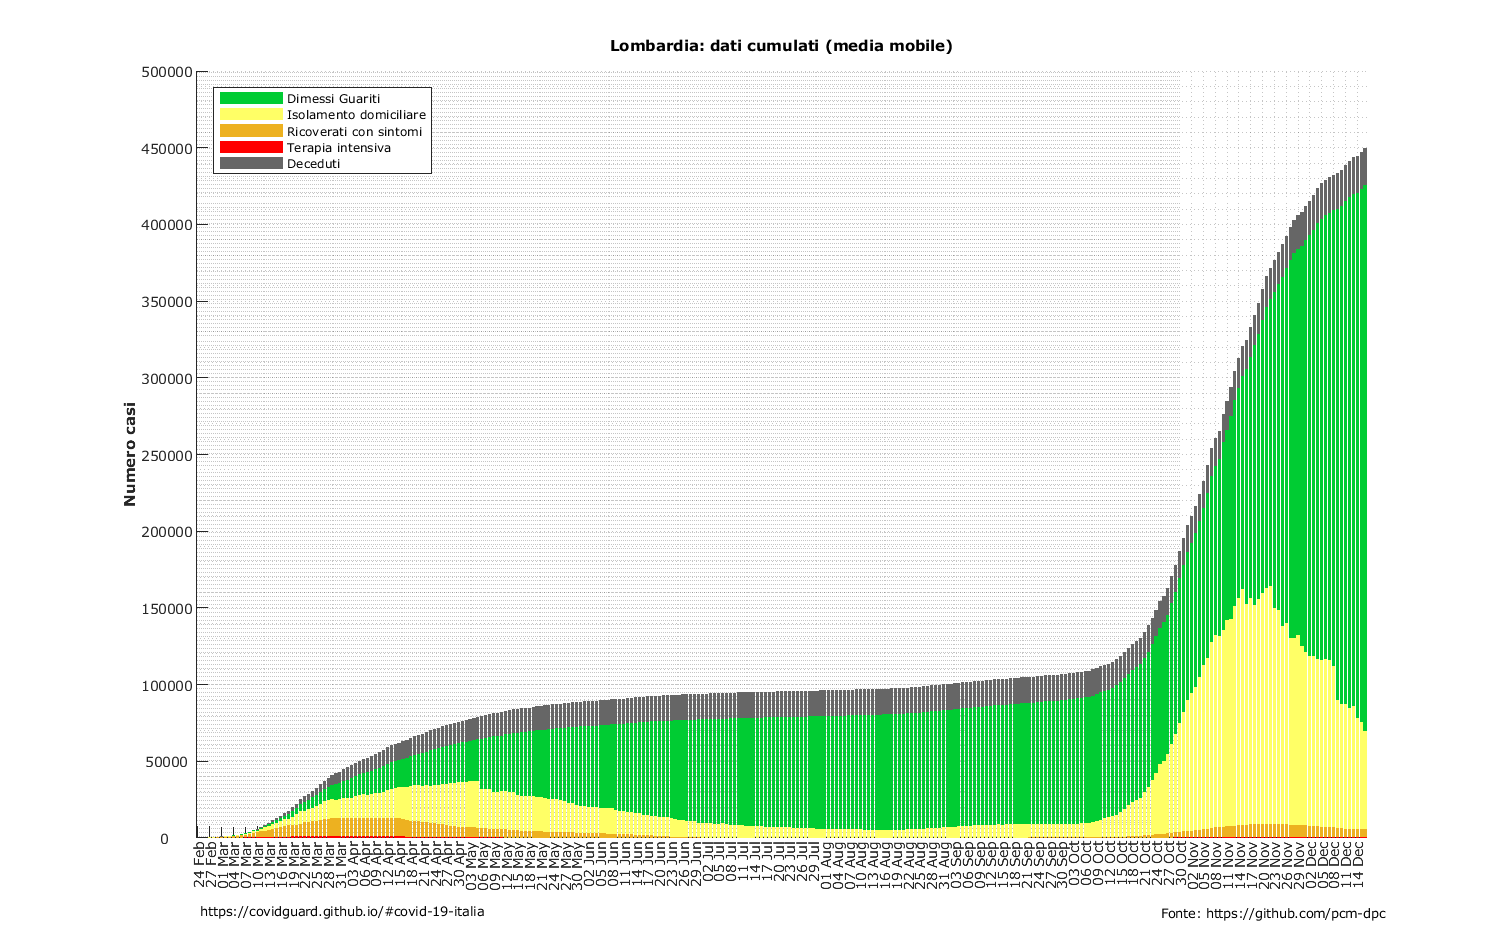 Lombardia: dati cumulati (media mobile)
500000
450000
400000
350000
300000
250000
200000
150000
100000
50000
0
Numero casi
Dimessi Guariti
Isolamento domiciliare
Ricoverati con sintomi
Terapia intensiva
Deceduti
24 Feb
27 Feb
01 Mar
04 Mar
07 Mar
10 Mar
13 Mar
16 Mar
19 Mar
22 Mar
25 Mar
28 Mar
31 Mar
03 Apr
06 Apr
09 Apr
12 Apr
15 Apr
18 Apr
21 Apr
24 Apr
27 Apr
30 Apr
03 May
06 May
09 May
12 May
15 May
18 May
21 May
24 May
27 May
30 May
02 Jun
05 Jun
08 Jun
11 Jun
14 Jun
17 Jun
20 Jun
23 Jun
26 Jun
29 Jun
02 Jul
05 Jul
08 Jul
11 Jul
14 Jul
17 Jul
20 Jul
23 Jul
26 Jul
29 Jul
01 Aug
04 Aug
07 Aug
10 Aug
13 Aug
16 Aug
19 Aug
22 Aug
25 Aug
28 Aug
31 Aug
03 Sep
06 Sep
09 Sep
12 Sep
15 Sep
18 Sep
21 Sep
24 Sep
27 Sep
30 Sep
03 Oct
06 Oct
09 Oct
12 Oct
15 Oct
18 Oct
21 Oct
24 Oct
27 Oct
30 Oct
02 Nov
05 Nov
08 Nov
11 Nov
14 Nov
17 Nov
20 Nov
23 Nov
26 Nov
29 Nov
02 Dec
05 Dec
08 Dec
11 Dec
14 Dec
https://covidguard.github.io/#covid-19-italia
Fonte: https://github.com/pcm-dpc